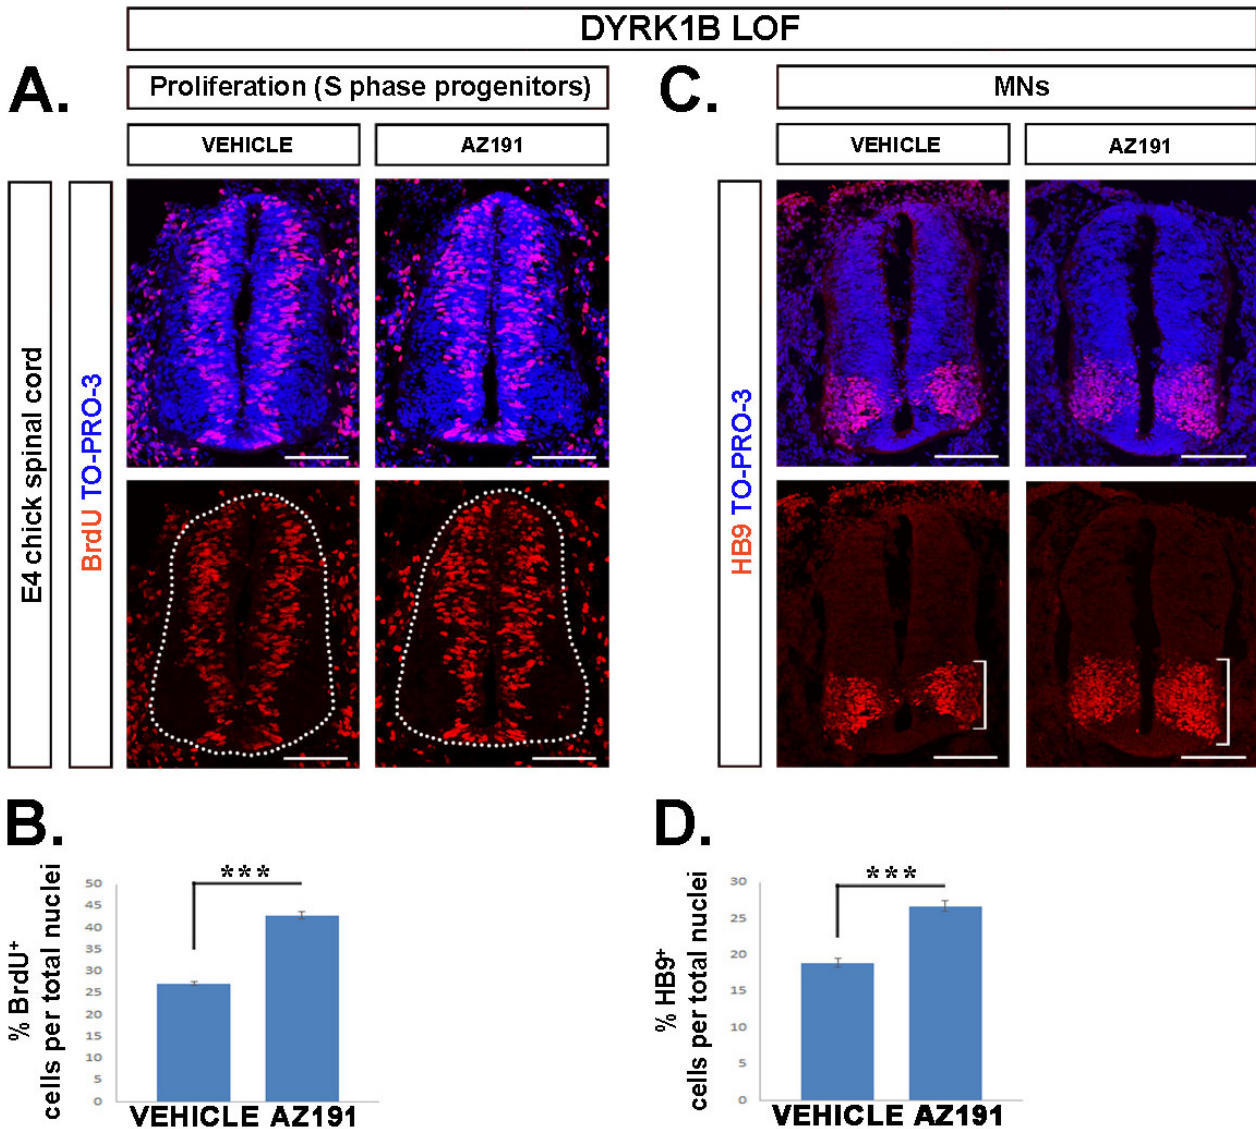 DYRK1B LOF
A.
Proliferation (S phase progenitors)
VEHICLE
AZ191
C.
MNs
VEHICLE
AZ191
E4 chick spinal cord
BrdU TO-PRO-3
HB9 TO-PRO-3
B.
% BrdU⁺
cells per total nuclei
50
45
40
35
30
25
20
15
10
5
0
***
VEHICLE AZ191
D.
% HB9⁺
cells per total nuclei
30
25
20
15
10
5
0
***
VEHICLE AZ191